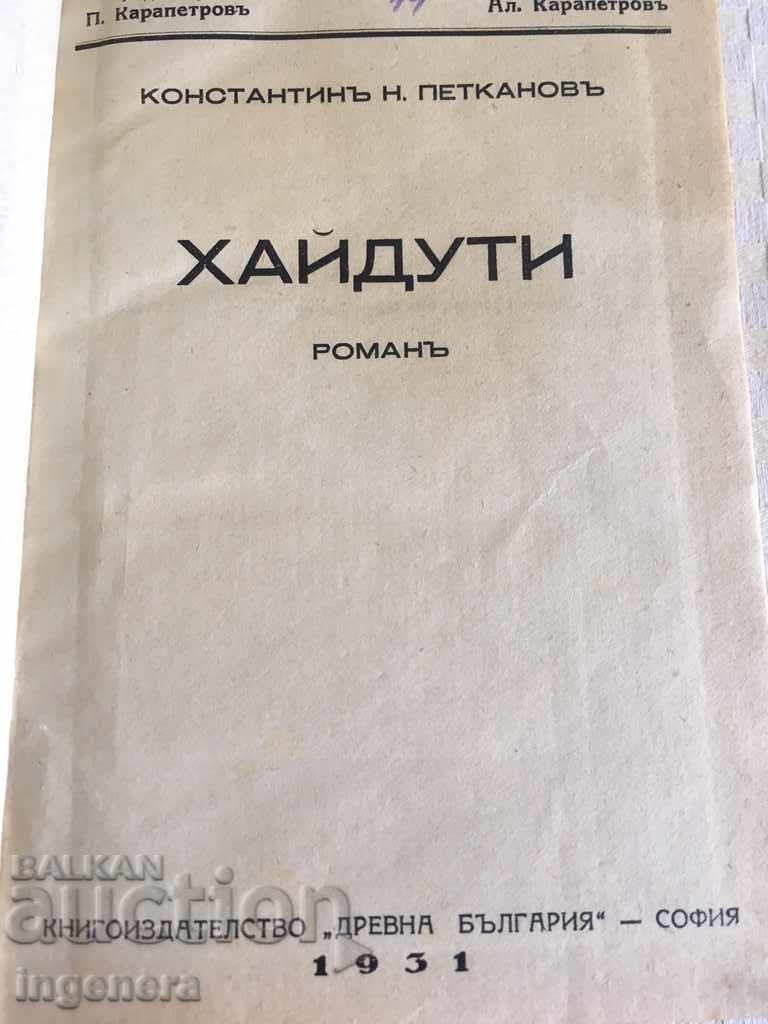 П. Карапетровъ
Ал. Карапетровъ
КОНСТАНТИНЪ Н. ПЕТКАНОВЪ
ХАЙДУТИ
РОМАНЪ
BALKAN
auction
КНИГОИЗДАТЕЛСТВО „ДРЕВНА БЪЛГАРИЯ“ — СОФИЯ
1931
ingenera